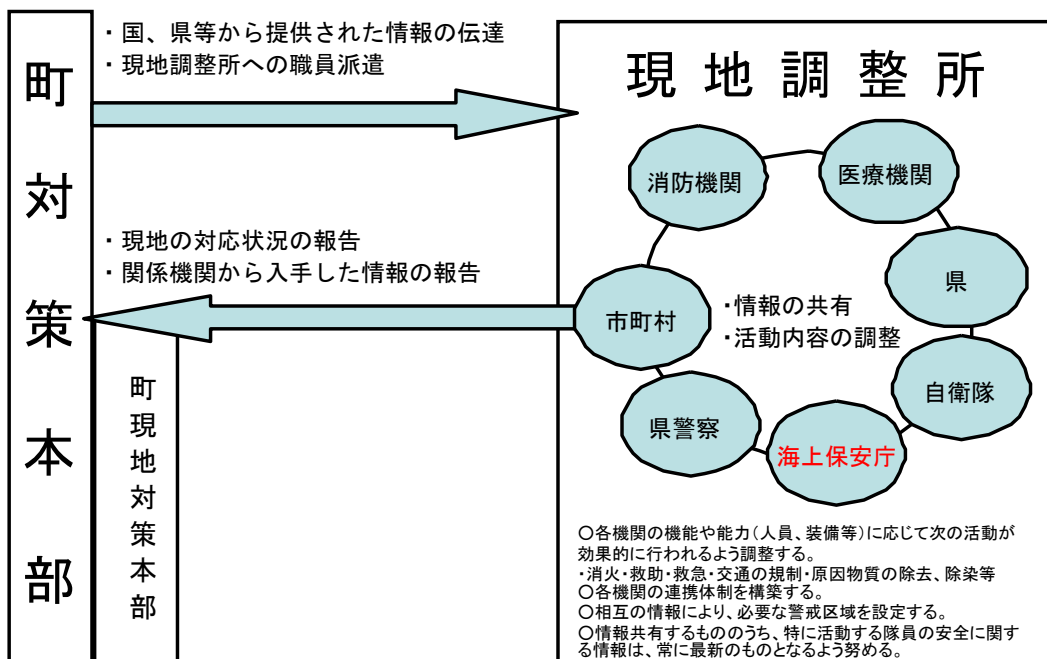 町対策本部
・国、県等から提供された情報の伝達
・現地調整所への職員派遣
・現地の対応状況の報告
・関係機関から入手した情報の報告
町現地対策本部
現地調整所
消防機関
医療機関
県
市町村
・情報の共有
・活動内容の調整
自衛隊
県警察
海上保安庁
○各機関の機能や能力(人員、装備等)に応じて次の活動が
効果的に行われるよう調整する。
・消火・救助・救急・交通の規制・原因物質の除去、除染等
○各機関の連携体制を構築する。
○相互の情報により、必要な警戒区域を設定する。
○情報共有するもののうち、特に活動する隊員の安全に関す
る情報は、常に最新のものとなるよう努める。